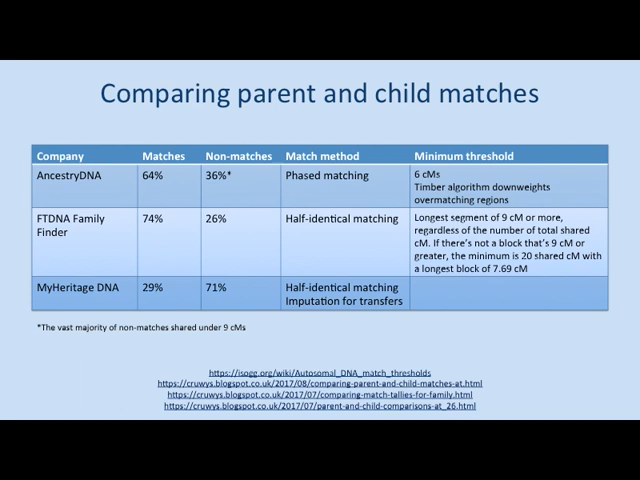 Comparing parent and child matches
Company Matches Non-matches Match method Minimum threshold
AncestryDNA 64% 36%* Phased matching 6 cMs
Timber algorithm downweights
overmatching regions
FTDNA Family 74% 26% Half-identical matching Longest segment of 9 cM or more,
Finder regardless of the number of total shared
cM. If there's not a block that's 9 cM or
greater, the minimum is 20 shared cM with
a longest block of 7.69 cM
MyHeritage DNA 29% 71% Half-identical matching
Imputation for transfers
*The vast majority of non-matches shared under 9 cMs
https://isogg.org/wiki/Autosomal_DNA_match_thresholds
https://cruwys.blogspot.co.uk/2017/08/comparing-parent-and-child-matches-at.html
https://cruwys.blogspot.co.uk/2017/07/comparing-match-tallies-for-family.html
https://cruwys.blogspot.co.uk/2017/07/parent-and-child-comparisons-at_26.html